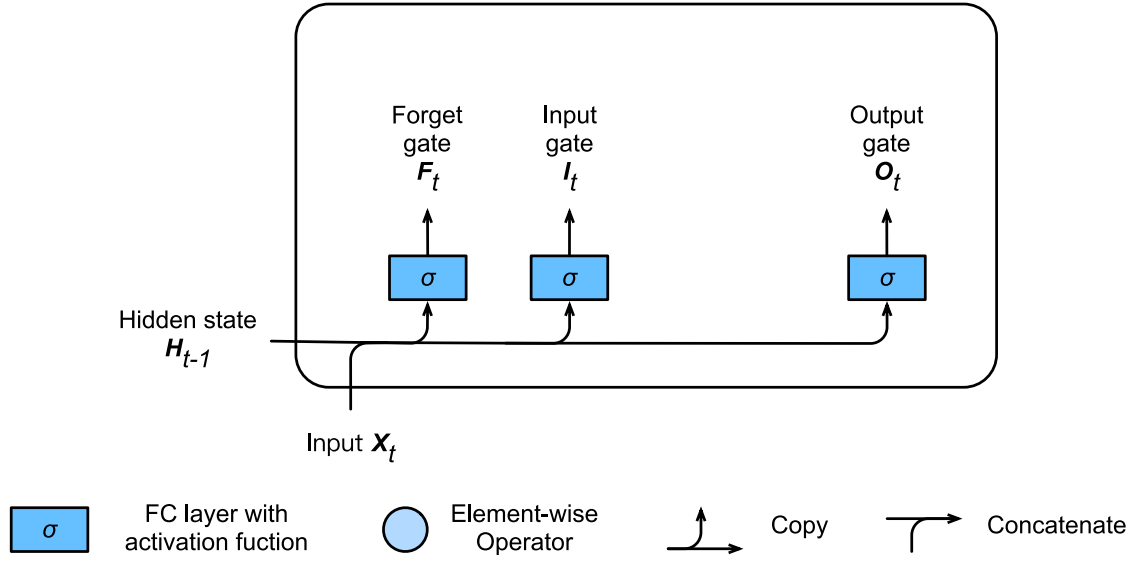 Forget
gate
F_t
Input
gate
I_t
Output
gate
O_t
σ
σ
σ
Hidden state
H_{t-1}
Input X_t
σ
FC layer with
activation fuction
Element-wise
Operator
Copy
Concatenate